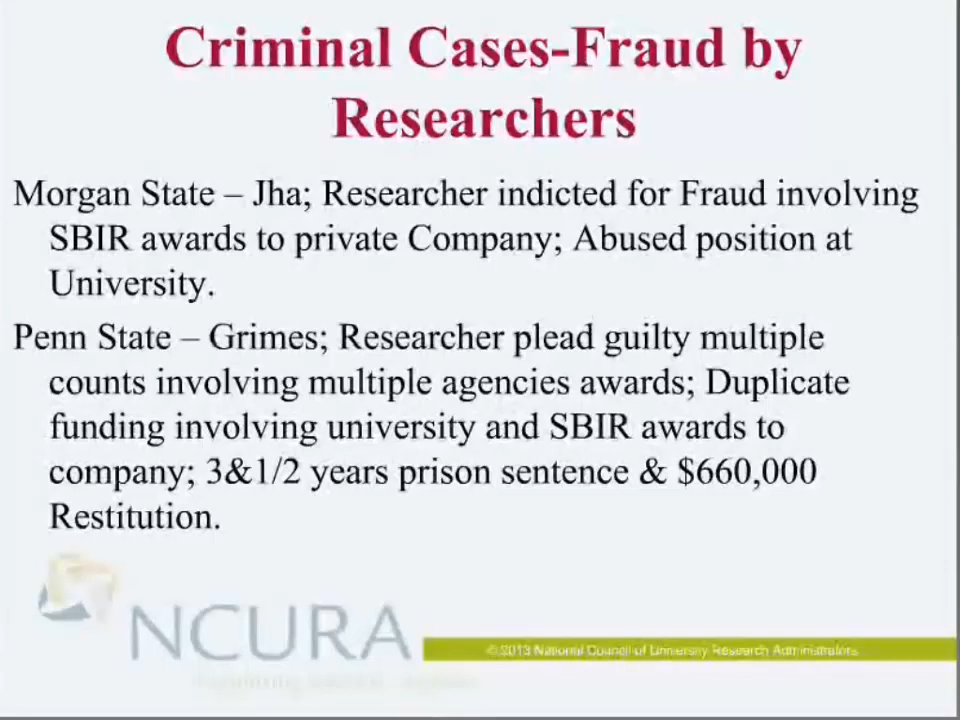 Criminal Cases-Fraud by
Researchers
Morgan State – Jha; Researcher indicted for Fraud involving
SBIR awards to private Company; Abused position at
University.
Penn State – Grimes; Researcher plead guilty multiple
counts involving multiple agencies awards; Duplicate
funding involving university and SBIR awards to
company; 3&1/2 years prison sentence & $660,000
Restitution.
NCURA
© 2013 National Council of University Research Administrators